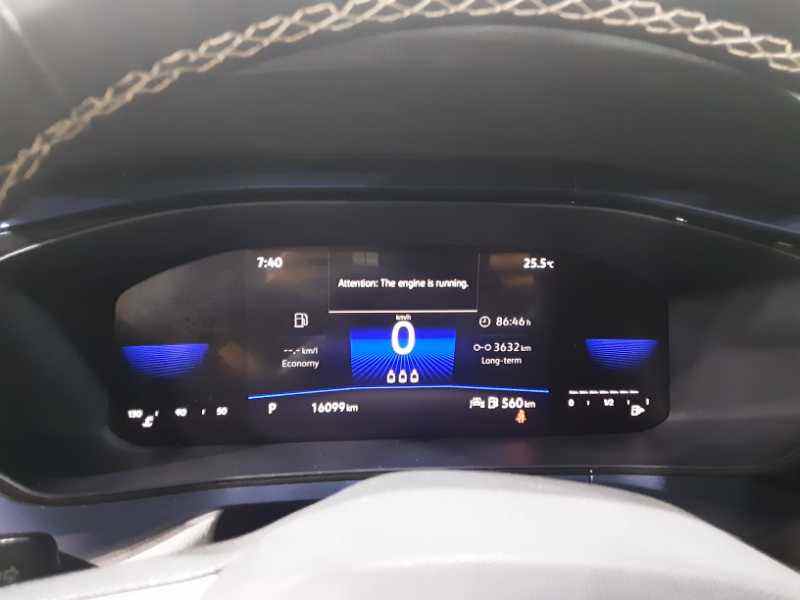 7:40
25.5°C
Attention: The engine is running.
km/h
0
86:46 h
--.- km/l
Economy
3632 km
Long-term
130 90 50
P
16099 km
560 km
0 1/2 1